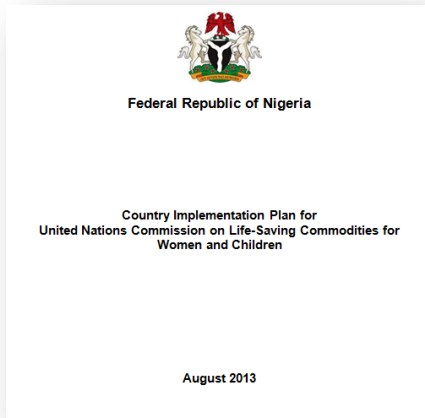 Federal Republic of Nigeria
Country Implementation Plan for
United Nations Commission on Life-Saving Commodities for
Women and Children
August 2013